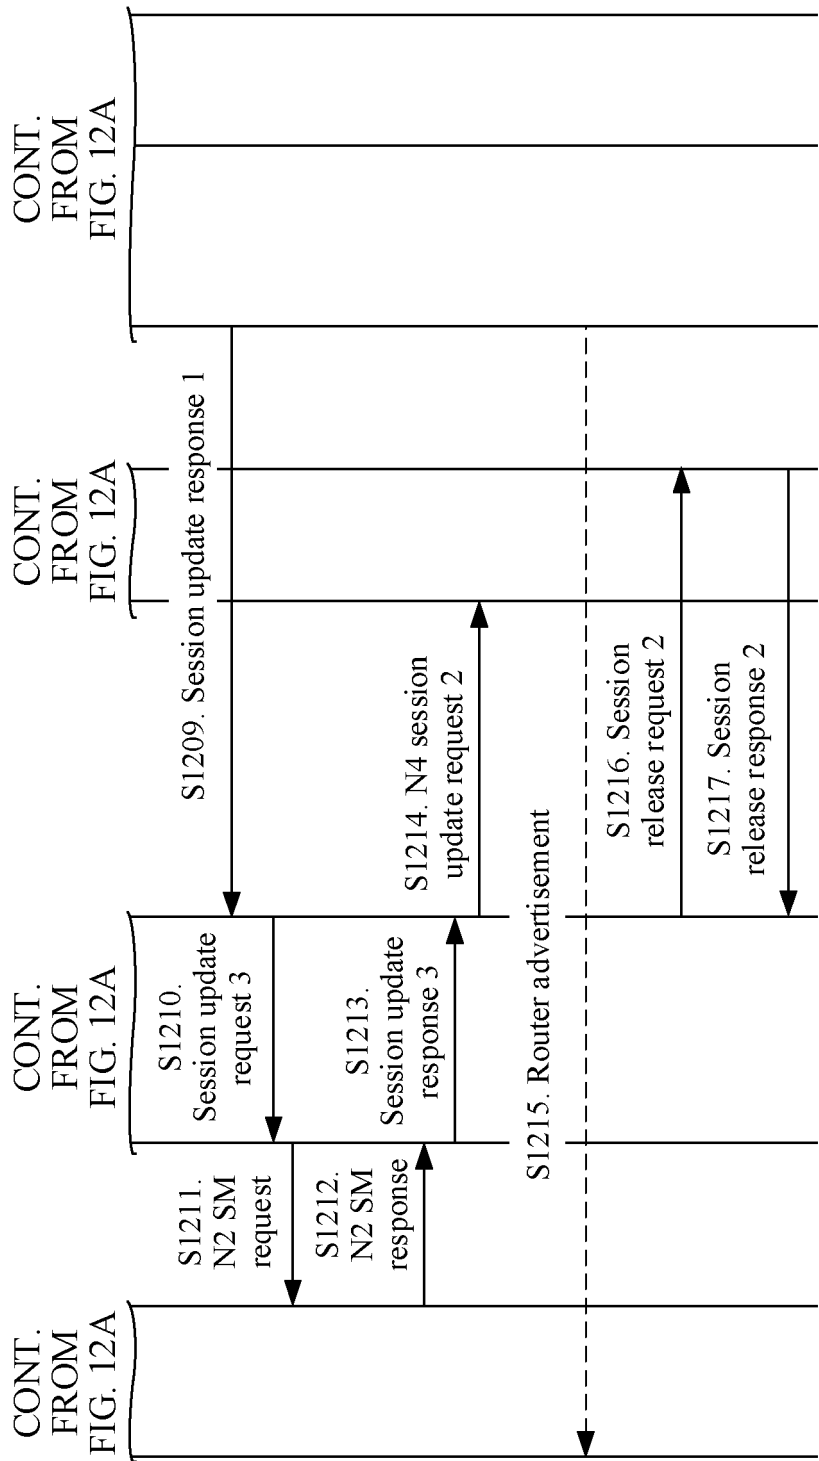 CONT.
FROM
FIG. 12A
CONT.
FROM
FIG. 12A
CONT.
FROM
FIG. 12A
CONT.
FROM
FIG. 12A
S1209. Session update response 1
S1210.
Session update
request 3
S1211.
N2 SM
request
S1212.
N2 SM
response
S1213.
Session update
response 3
S1214. N4 session
update request 2
S1215. Router advertisement
S1216. Session
release request 2
S1217. Session
release response 2